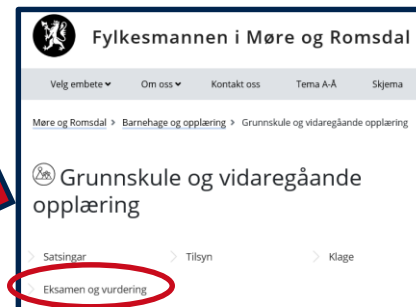 Fylkesmannen i Møre og Romsdal
Velg embete Om oss Kontakt oss Tema A-Å Skjema
Møre og Romsdal > Barnehage og opplæring > Grunnskule og vidaregåande opplæring
Grunnskule og vidaregåande
opplæring
Satsingar Tilsyn Klage
Eksamen og vurdering